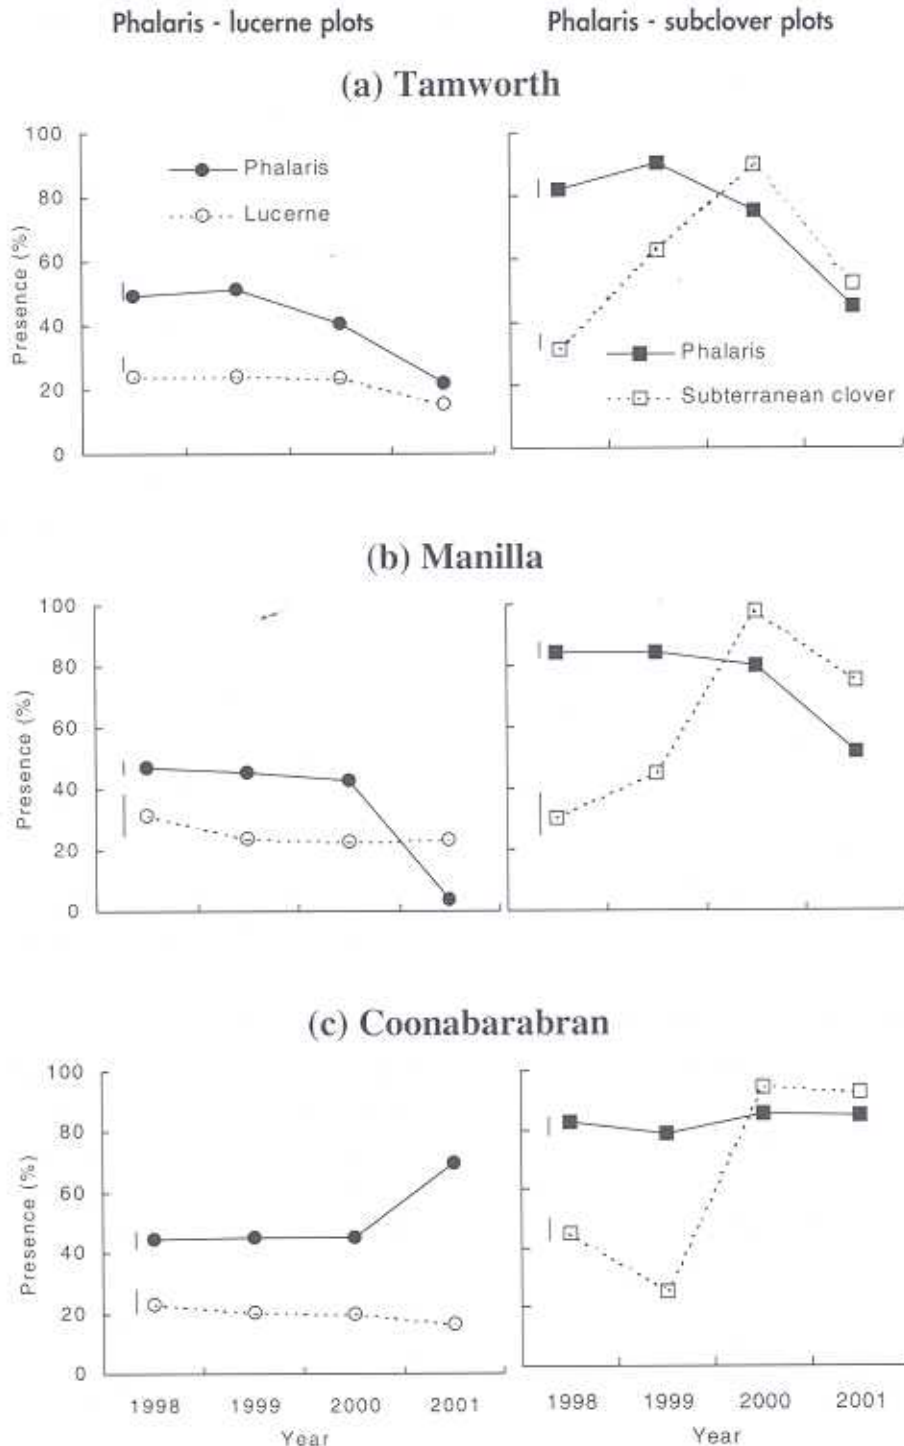 Phalaris - lucerne plots
Phalaris - subclover plots
(a) Tamworth
100
80
60
40
20
0
Presence (%)
Phalaris
Lucerne
Phalaris
Subterranean clover
(b) Manilla
100
80
60
40
20
0
Presence (%)
(c) Coonabarabran
100
80
60
40
20
0
Presence (%)
1998 1999 2000 2001
Year
1998 1999 2000 2001
Year